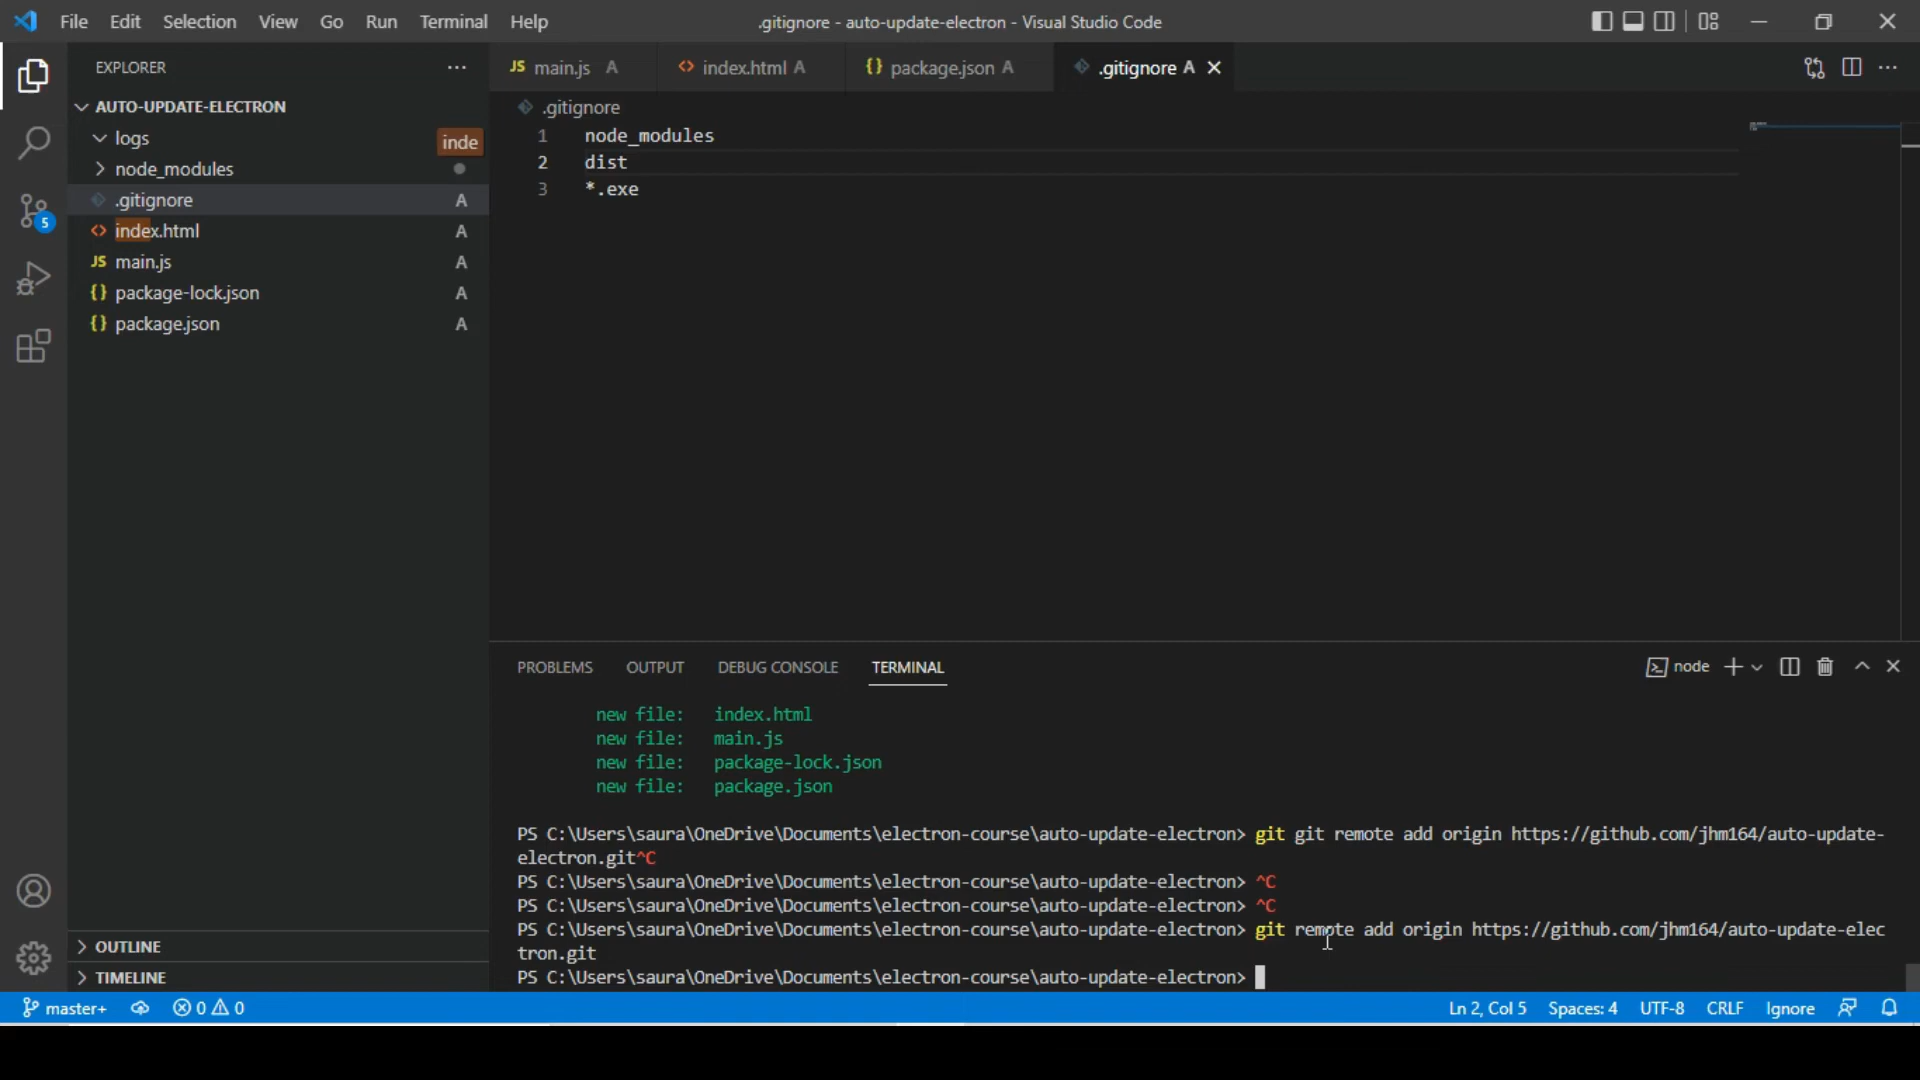 File Edit Selection View Go Run Terminal Help .gitignore - auto-update-electron - Visual Studio Code
EXPLORER
JS main.js A <> index.html A {} package.json A .gitignore A
AUTO-UPDATE-ELECTRON
.gitignore
logs
inde
node_modules
.gitignore A
<> index.html A
JS main.js A
{} package-lock.json A
{} package.json A
1 node_modules
2 dist
3 *.exe
5
PROBLEMS OUTPUT DEBUG CONSOLE TERMINAL node
new file: index.html
new file: main.js
new file: package-lock.json
new file: package.json
PS C:\Users\saura\OneDrive\Documents\electron-course\auto-update-electron> git git remote add origin https://github.com/jhm164/auto-update-
electron.git^C
PS C:\Users\saura\OneDrive\Documents\electron-course\auto-update-electron> ^C
PS C:\Users\saura\OneDrive\Documents\electron-course\auto-update-electron> ^C
PS C:\Users\saura\OneDrive\Documents\electron-course\auto-update-electron> git remote add origin https://github.com/jhm164/auto-update-elec
tron.git
PS C:\Users\saura\OneDrive\Documents\electron-course\auto-update-electron>
OUTLINE
TIMELINE
master+ 0 0 Ln 2, Col 5 Spaces: 4 UTF-8 CRLF Ignore